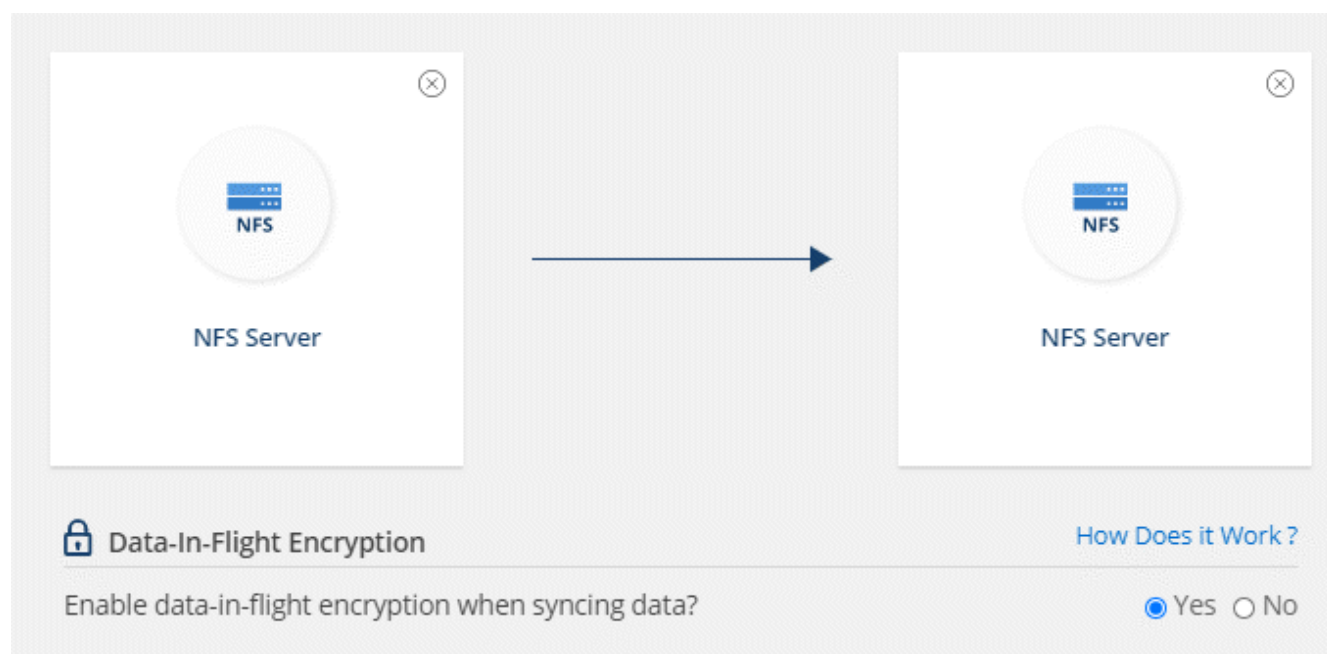 NFS
NFS
NFS Server
NFS Server
Data-In-Flight Encryption
How Does it Work ?
Enable data-in-flight encryption when syncing data?
Yes
No